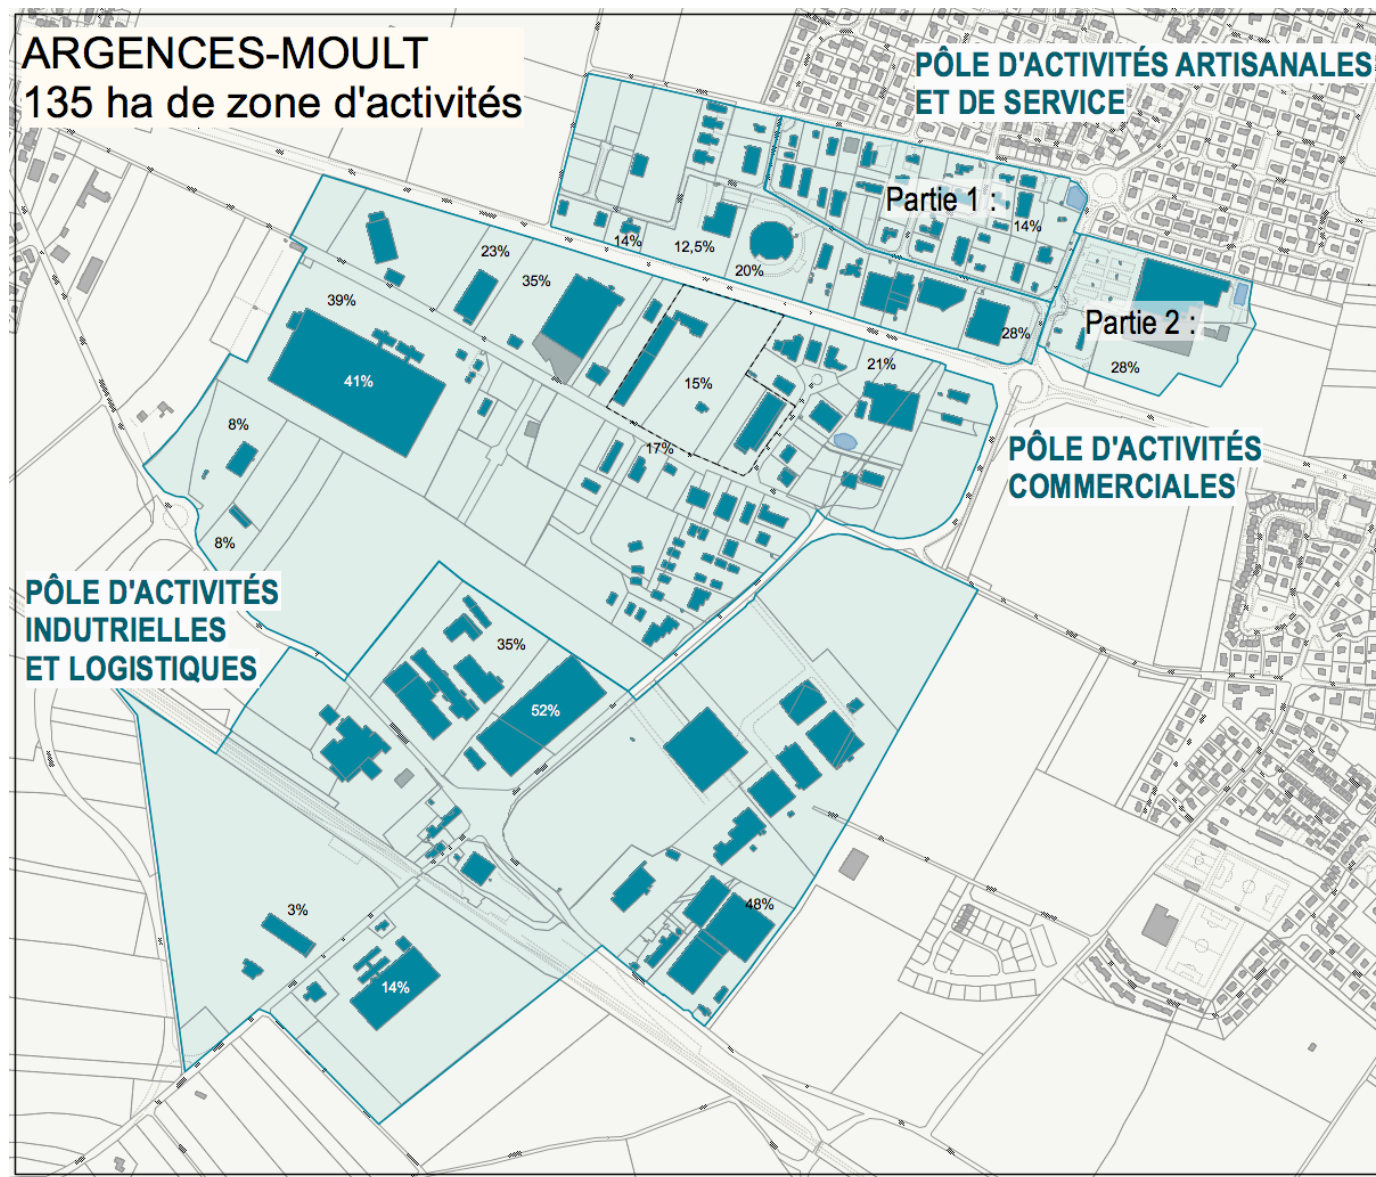 ARGENCES-MOULT
135 ha de zone d'activités
PÔLE D'ACTIVITÉS ARTISANALES
ET DE SERVICE
Partie 1 :
14%
14%
12,5%
20%
23%
35%
39%
28%
Partie 2 :
28%
21%
41%
15%
8%
17%
PÔLE D'ACTIVITÉS
COMMERCIALES
8%
PÔLE D'ACTIVITÉS
INDUTRIELLES
ET LOGISTIQUES
35%
52%
48%
3%
14%